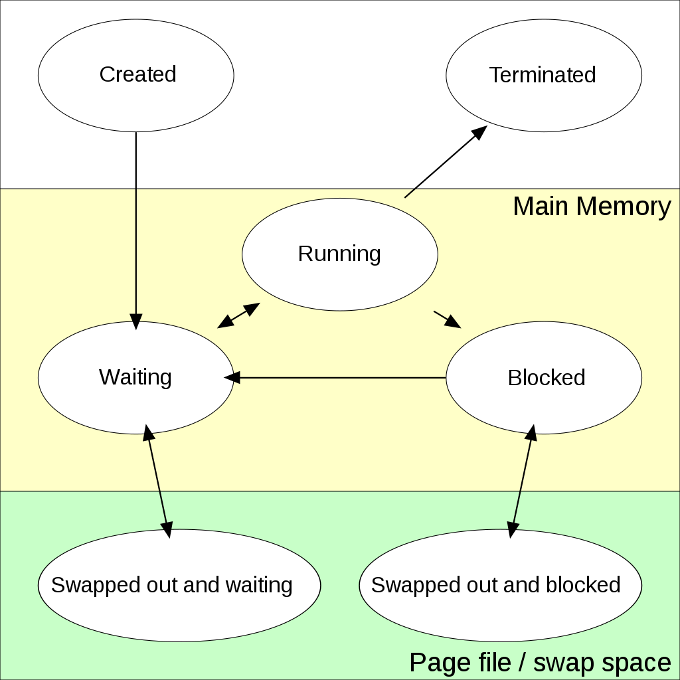 Created
Terminated
Main Memory
Running
Waiting
Blocked
Swapped out and waiting
Swapped out and blocked
Page file / swap space